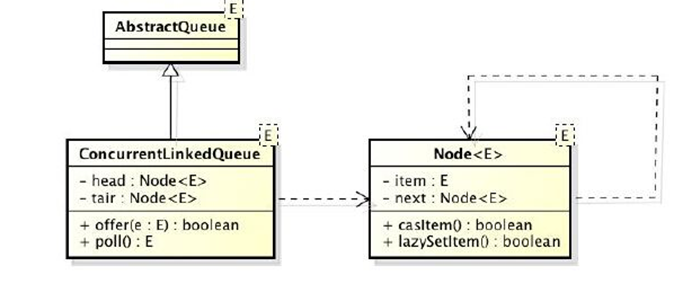 E
AbstractQueue
E
ConcurrentLinkedQueue
- head : Node<E>
- tair : Node<E>
+ offer(e : E) : boolean
+ poll() : E
E
Node<E>
- item : E
- next : Node<E>
+ casItem() : boolean
+ lazySetItem() : boolean